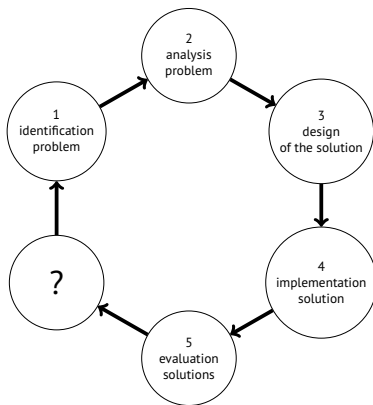 1
identification
problem
2
analysis
problem
3
design
of the solution
4
implementation
solution
5
evaluation
solutions
?